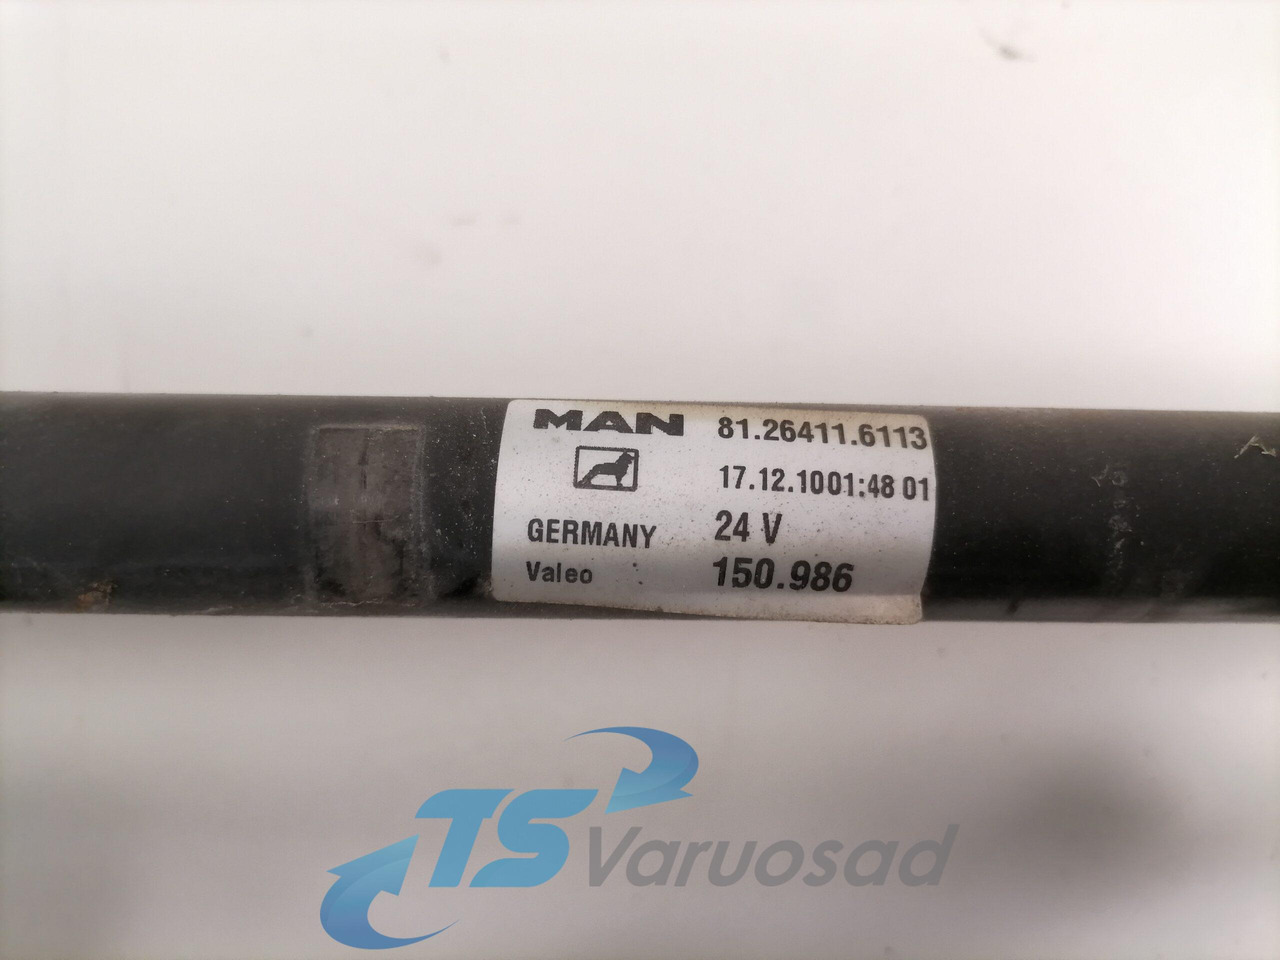 MAN 81.26411.6113
17.12.1001:48 01
GERMANY 24 V
Valeo 150.986
TS Varuosad